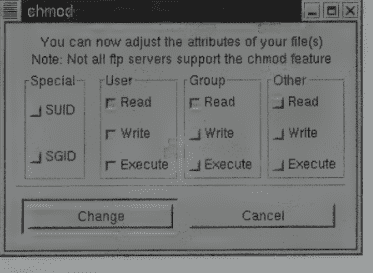 chmod
You can now adjust the attributes of your file(s)
Note: Not all ftp servers support the chmod feature
Special User Group Other
SUID Read Read Read
Write Write Write
SGID Execute Execute Execute
Change Cancel